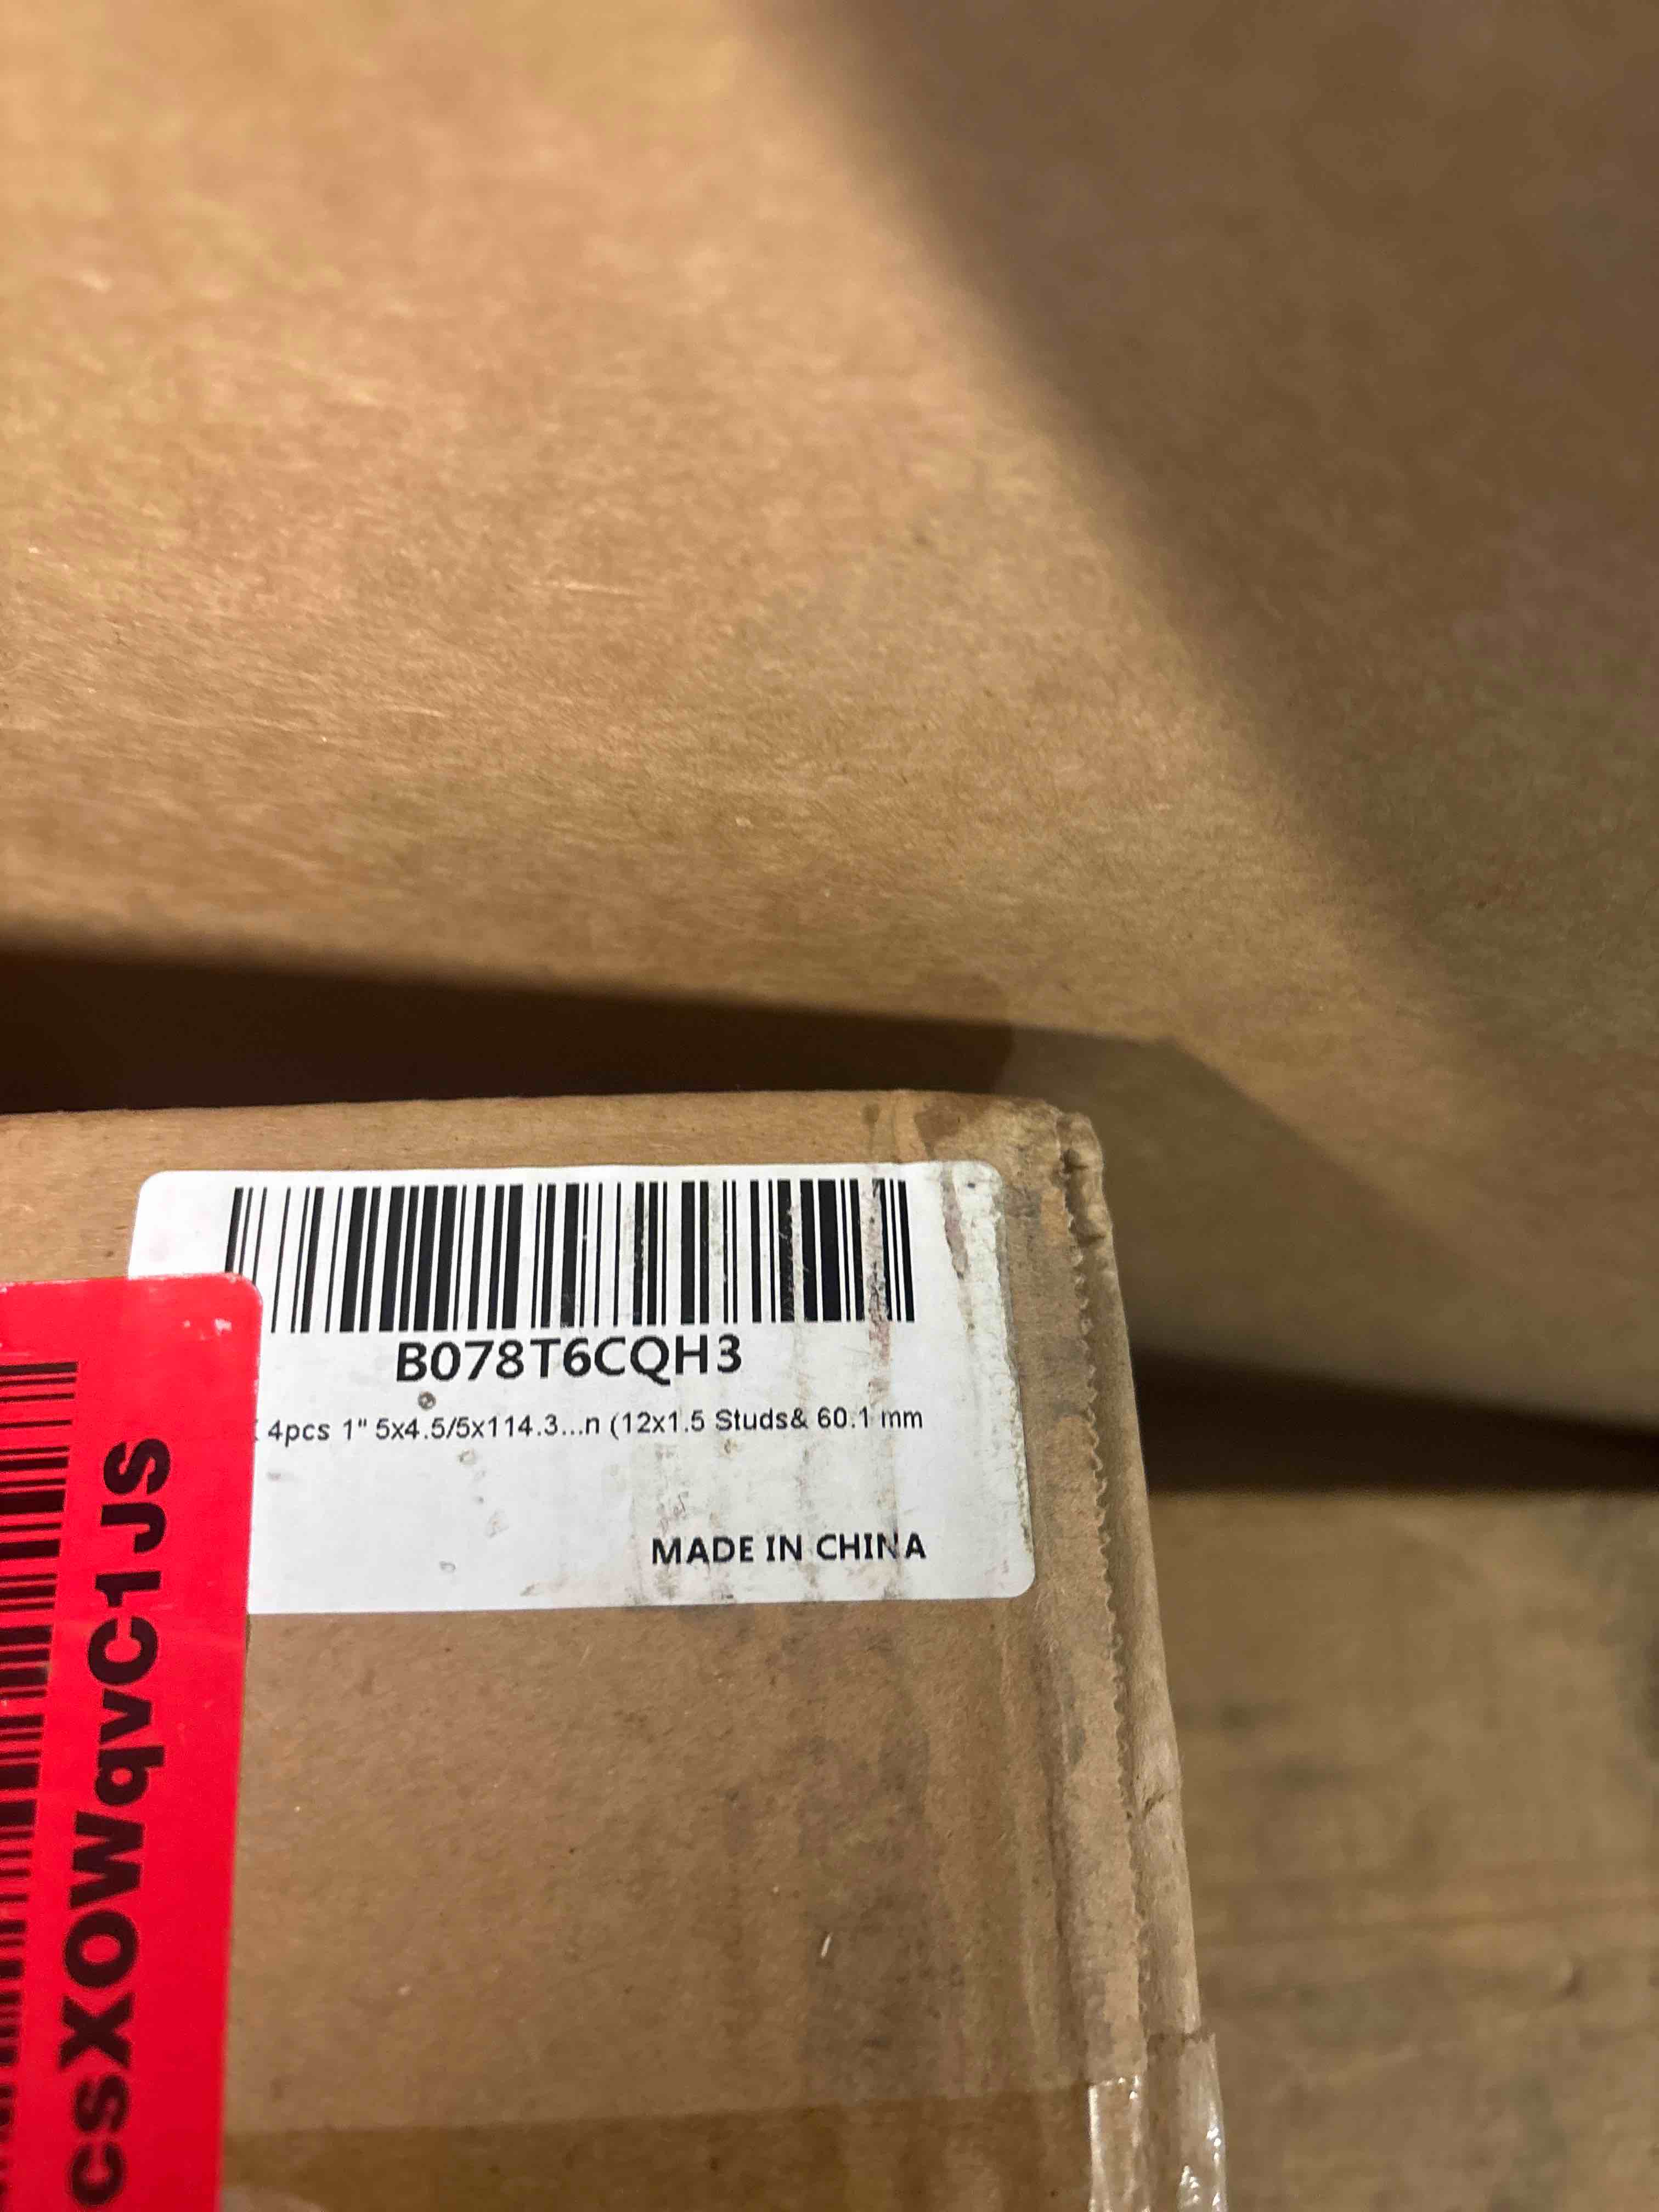 B078T6CQH3
4pcs 1" 5x4.5/5x114.3...n (12x1.5 Studs& 60.1 mm
MADE IN CHINA
csXOWqvC1JS